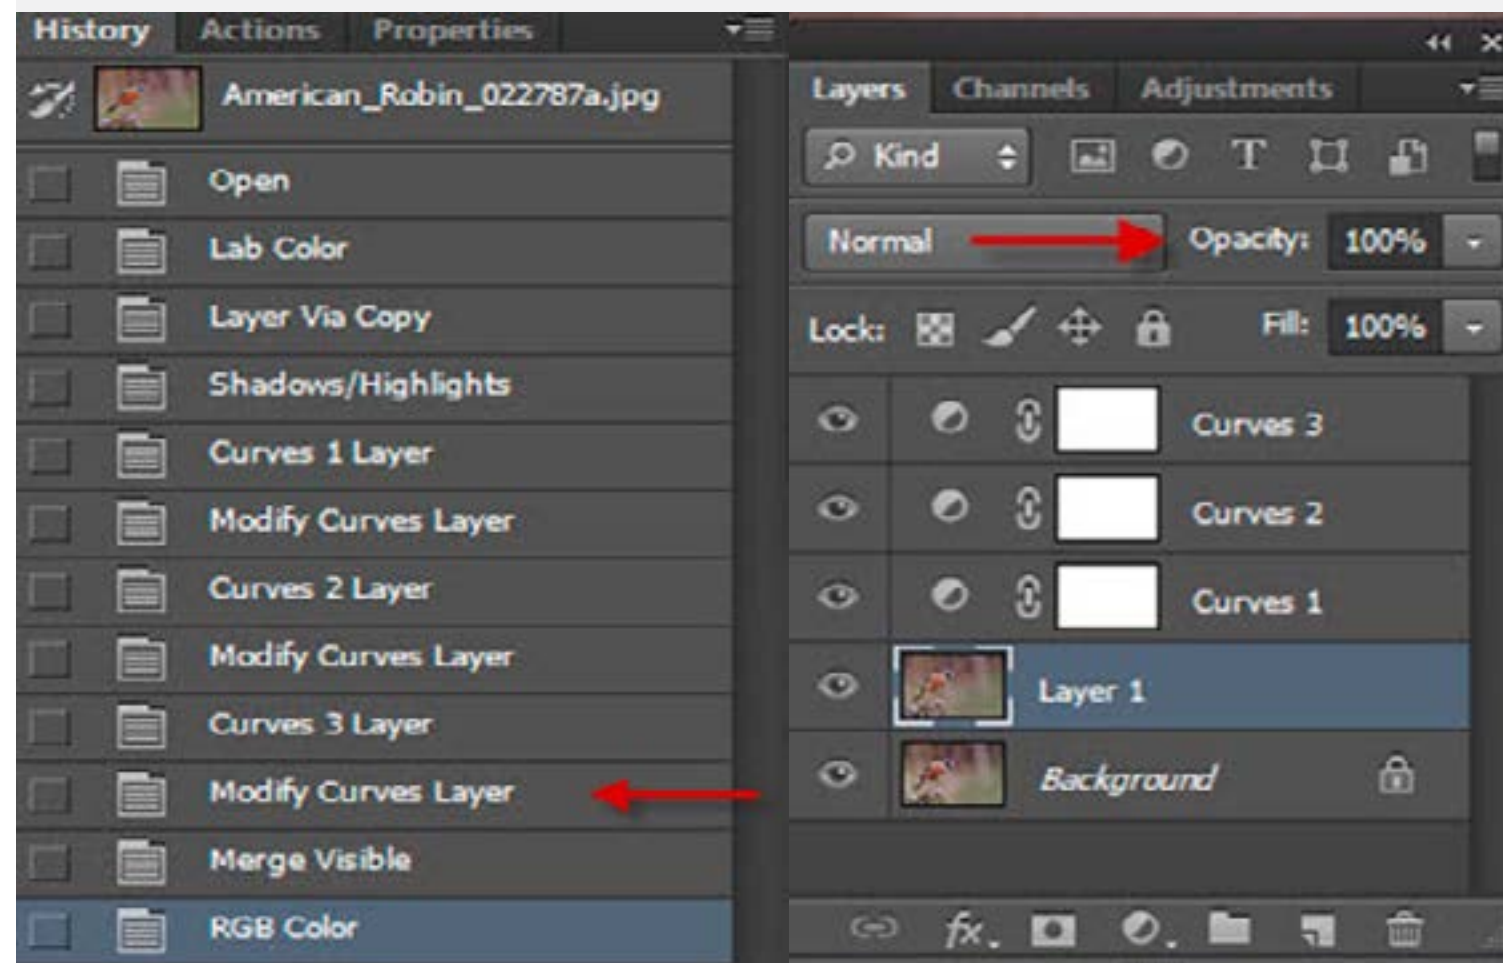 History Actions Properties
American_Robin_022787a.jpg
Open
Lab Color
Layer Via Copy
Shadows/Highlights
Curves 1 Layer
Modify Curves Layer
Curves 2 Layer
Modify Curves Layer
Curves 3 Layer
Modify Curves Layer
Merge Visible
RGB Color
Layers Channels Adjustments
Kind T
Normal Opacity: 100%
Lock: Fill: 100%
Curves 3
Curves 2
Curves 1
Layer 1
Background
fx.